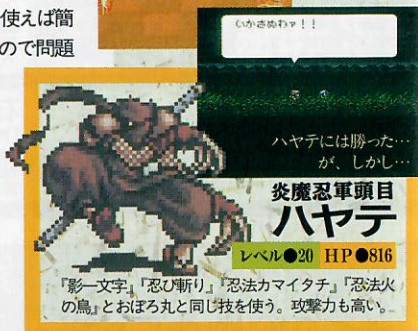 使えば簡
ので問題
いかさぬわァ！！
ハヤテには勝った…
が、しかし…
炎魔忍軍頭目
ハヤテ
レベル●20 HP●816
『影一文字』『忍び斬り』『忍法カマイタチ』『忍法火
の鳥』とおぼろ丸と同じ技を使う。攻撃力も高い。